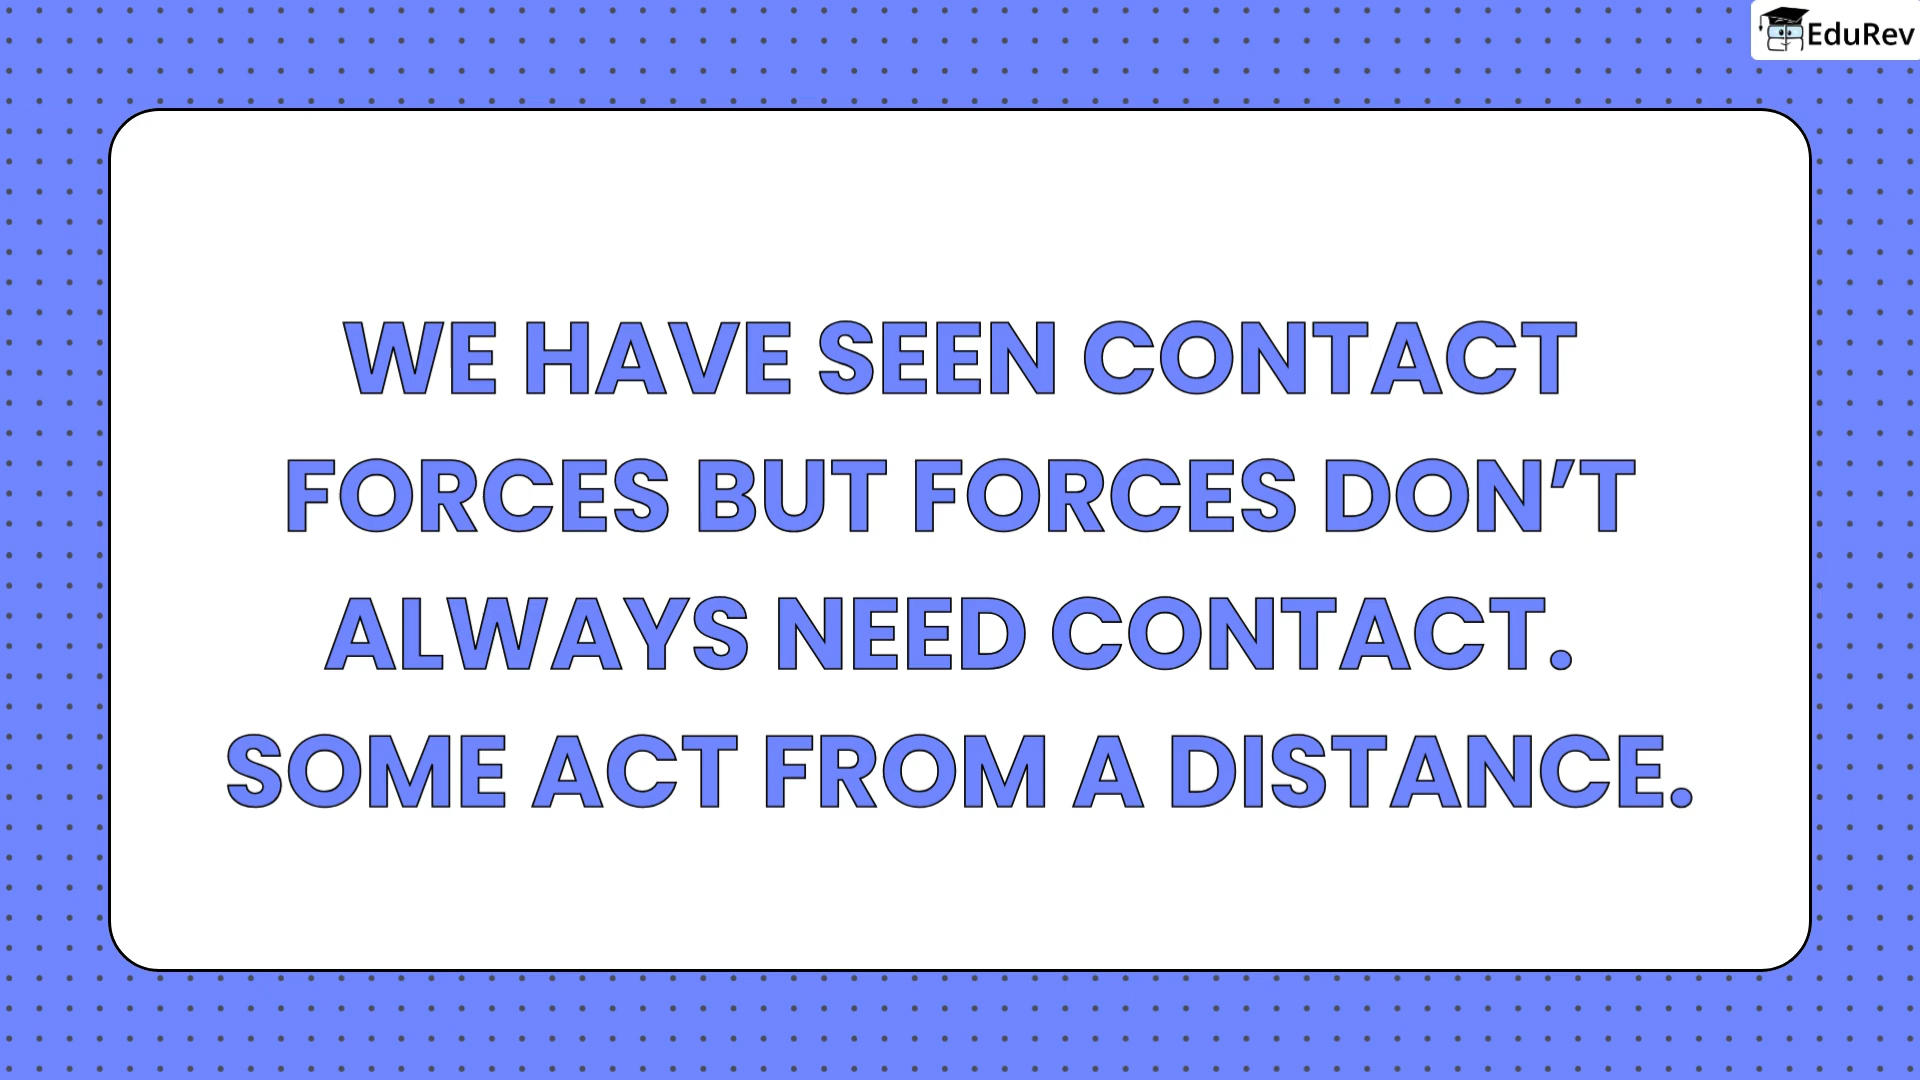 EduRev
WE HAVE SEEN CONTACT
FORCES BUT FORCES DON’T
ALWAYS NEED CONTACT.
SOME ACT FROM A DISTANCE.